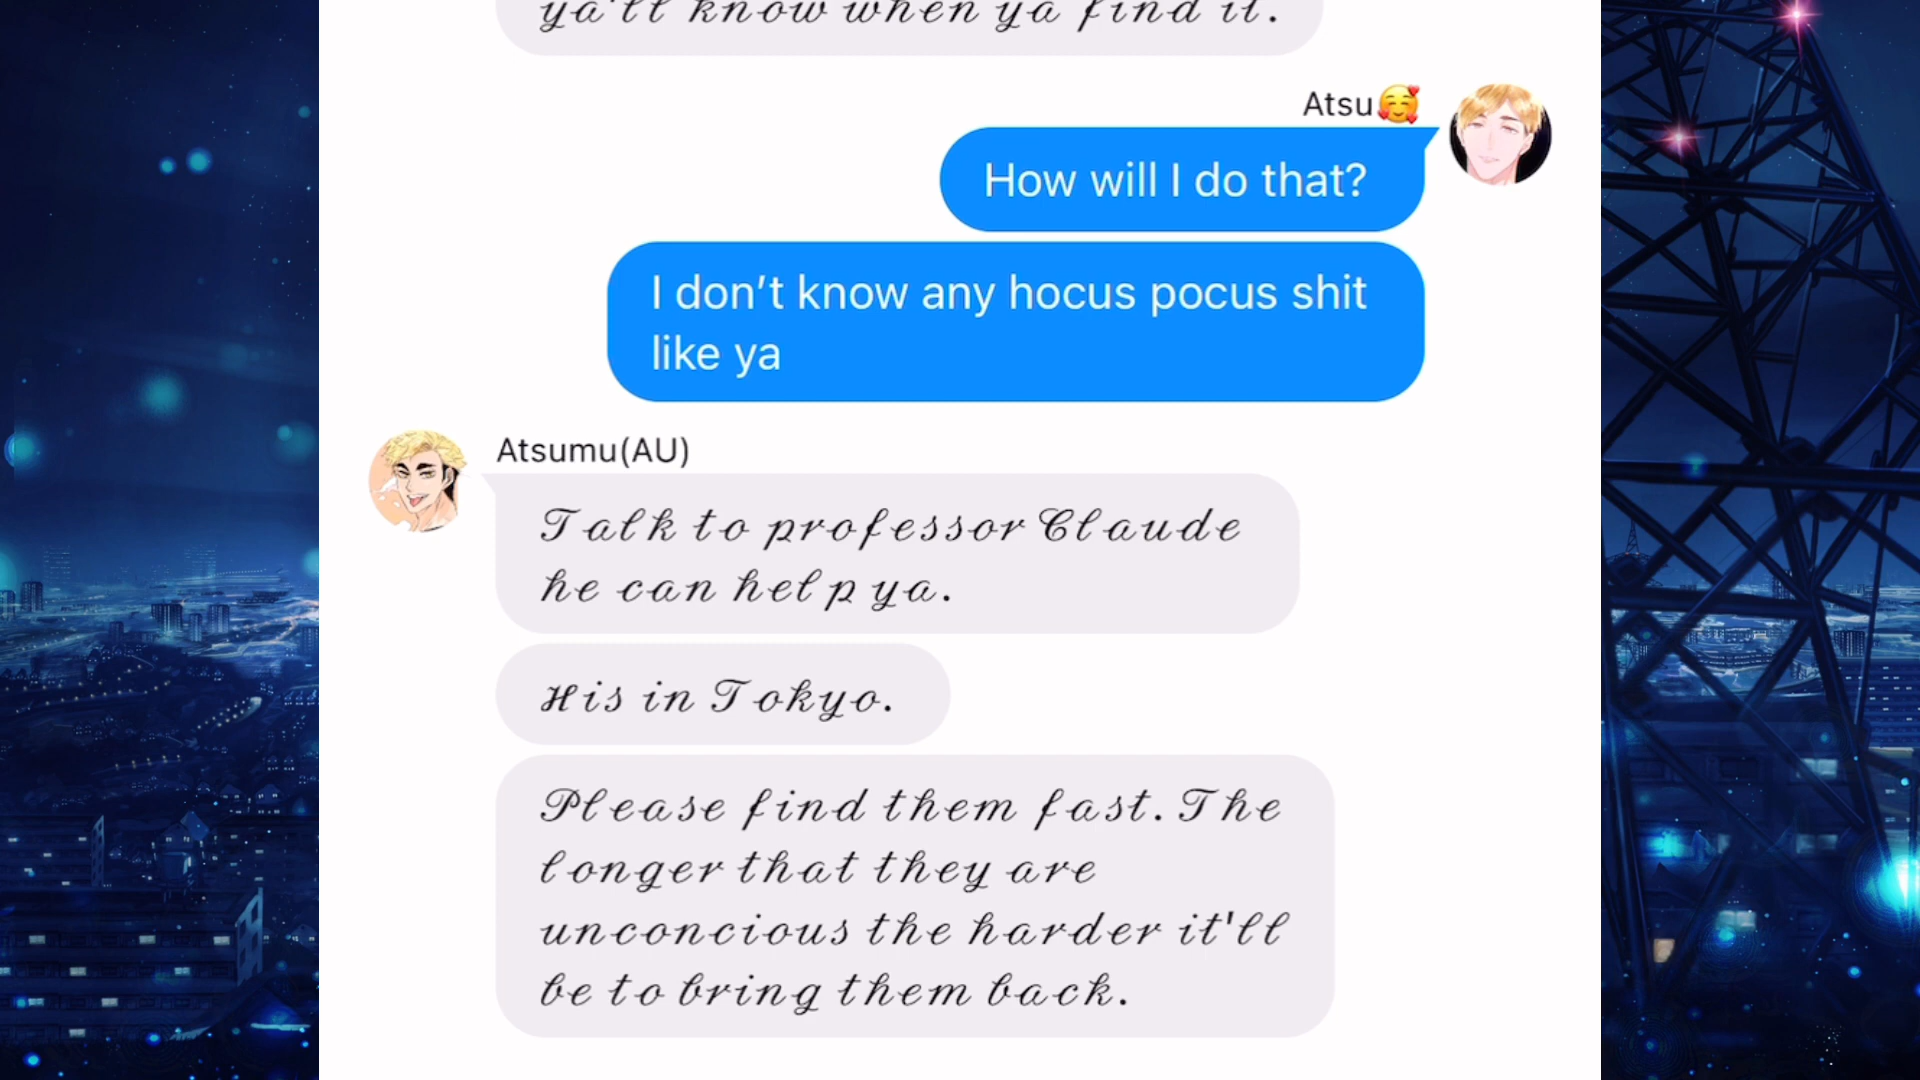 ya'll know when ya find it.
Atsu🥰
How will I do that?
I don't know any hocus pocus shit
like ya
Atsumu(AU)
Talk to professor Claude
he can help ya.
His in Tokyo.
Please find them fast. The
longer that they are
unconcious the harder it'll
be to bring them back.